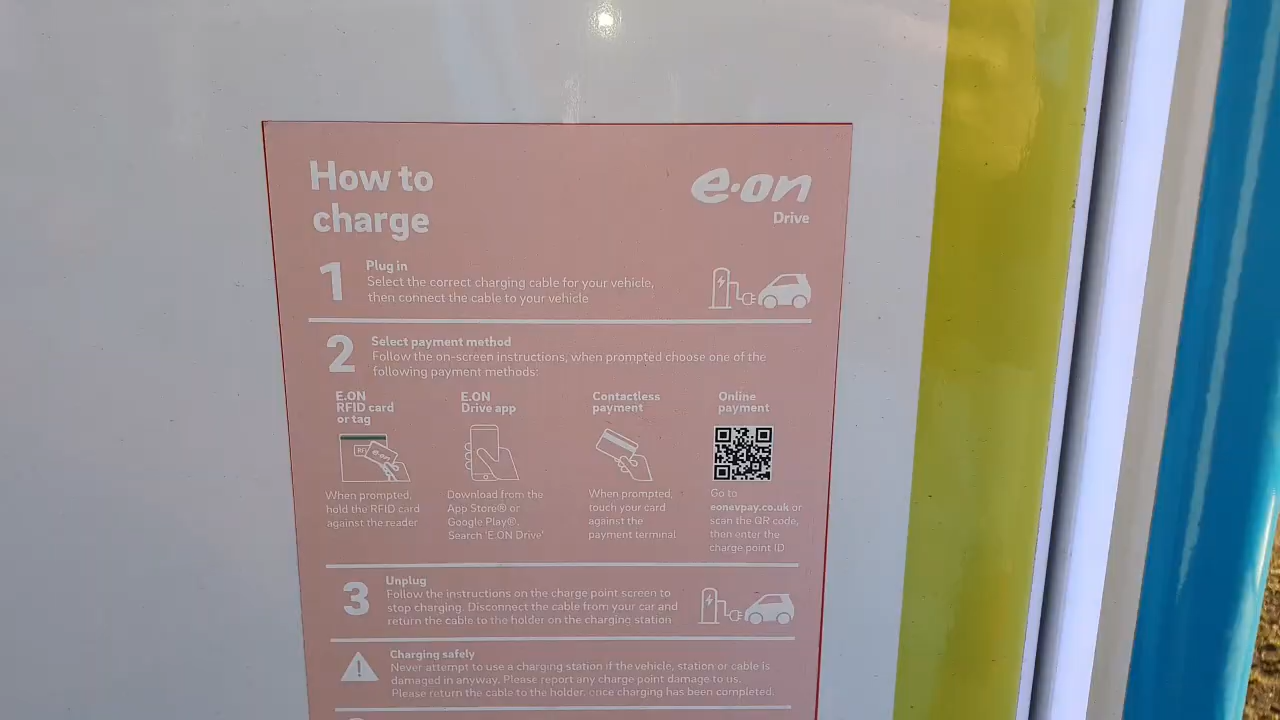 How to
charge
e·on
Drive
1
Plug in
Select the correct charging cable for your vehicle,
then connect the cable to your vehicle
2
Select payment method
Follow the on-screen instructions, when prompted choose one of the
following payment methods:
E.ON
RFID card
or tag
When prompted,
hold the RFID card
against the reader
E.ON
Drive app
Download from the
App Store® or
Google Play®.
Search 'E.ON Drive'
Contactless
payment
When prompted,
touch your card
against the
payment terminal
Online
payment
Go to
eonevpay.co.uk or
scan the QR code,
then enter the
charge point ID
3
Unplug
Follow the instructions on the charge point screen to
stop charging. Disconnect the cable from your car and
return the cable to the holder on the charging station
Charging safely
Never attempt to use a charging station if the vehicle, station or cable is
damaged in anyway. Please report any charge point damage to us.
Please return the cable to the holder, once charging has been completed.